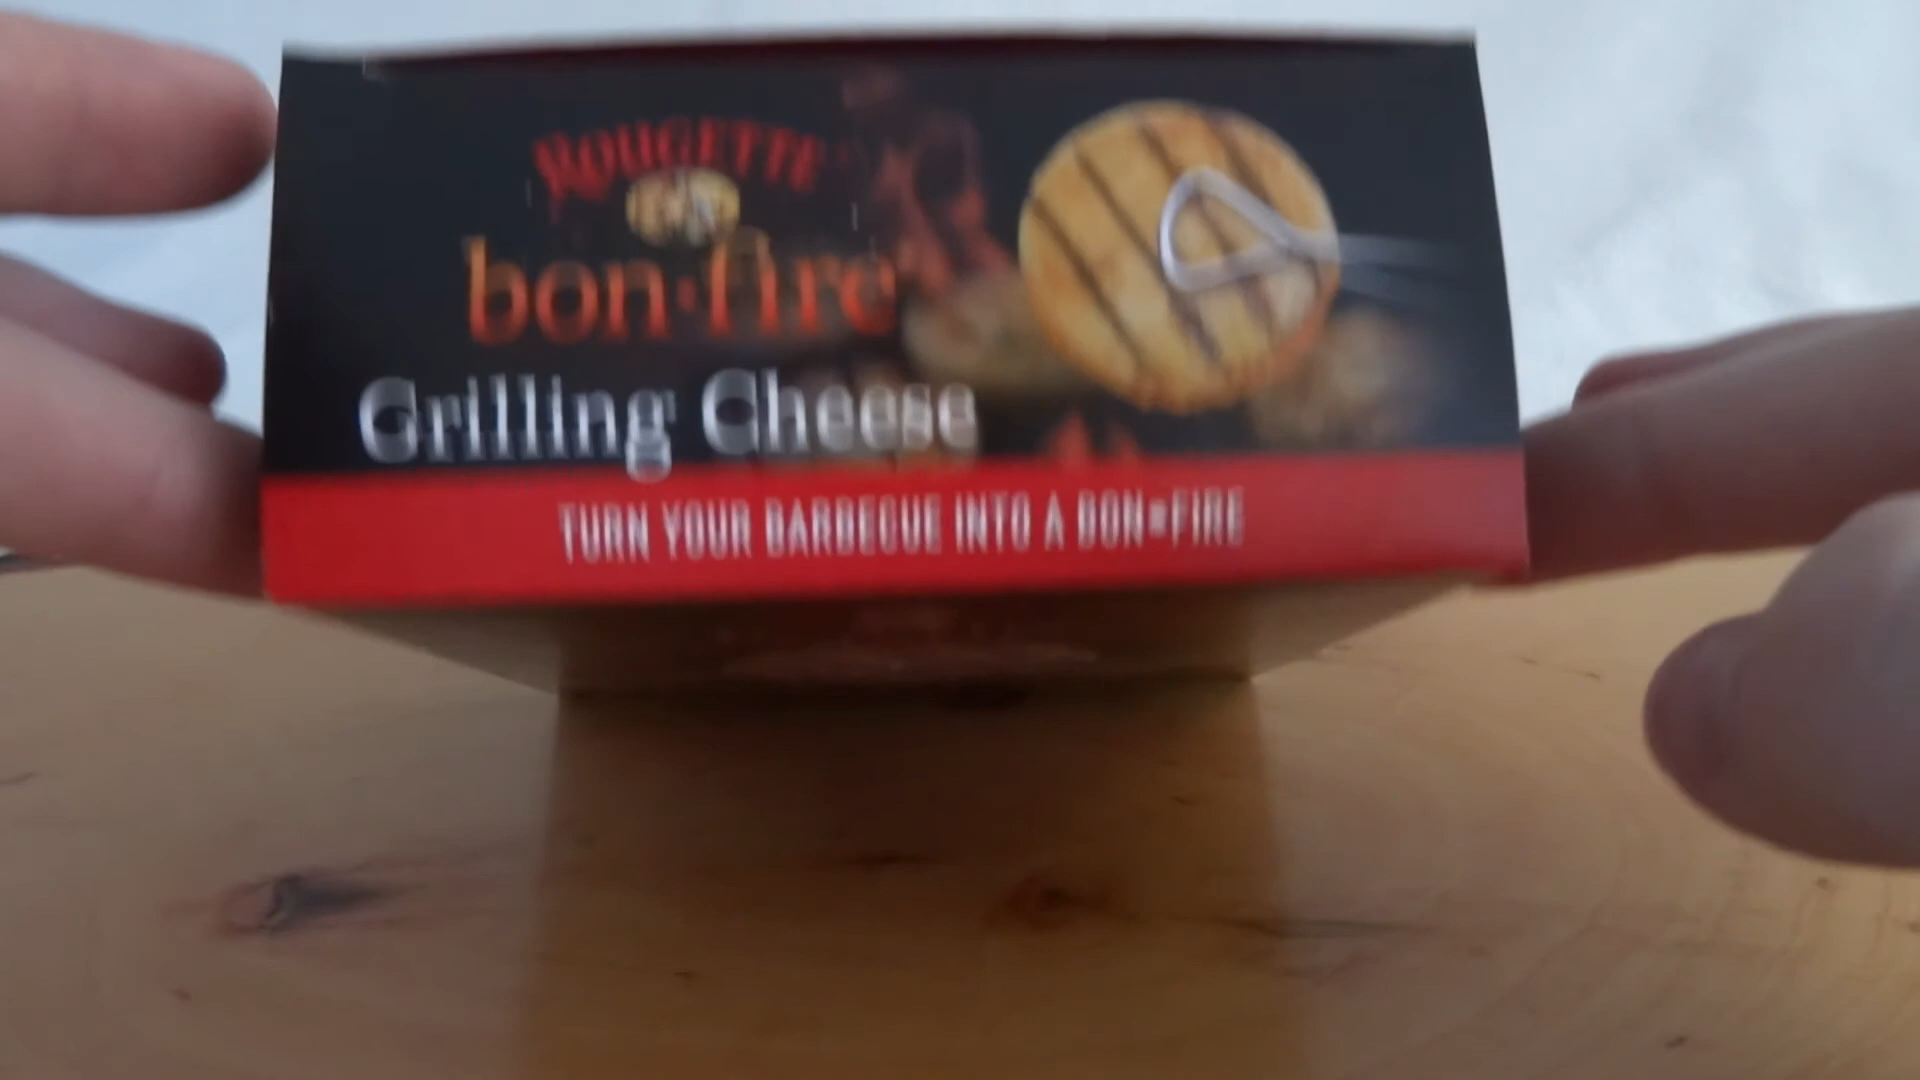 ROUGETTE
bon·fire
Grilling Cheese
TURN YOUR BARBECUE INTO A BON•FIRE